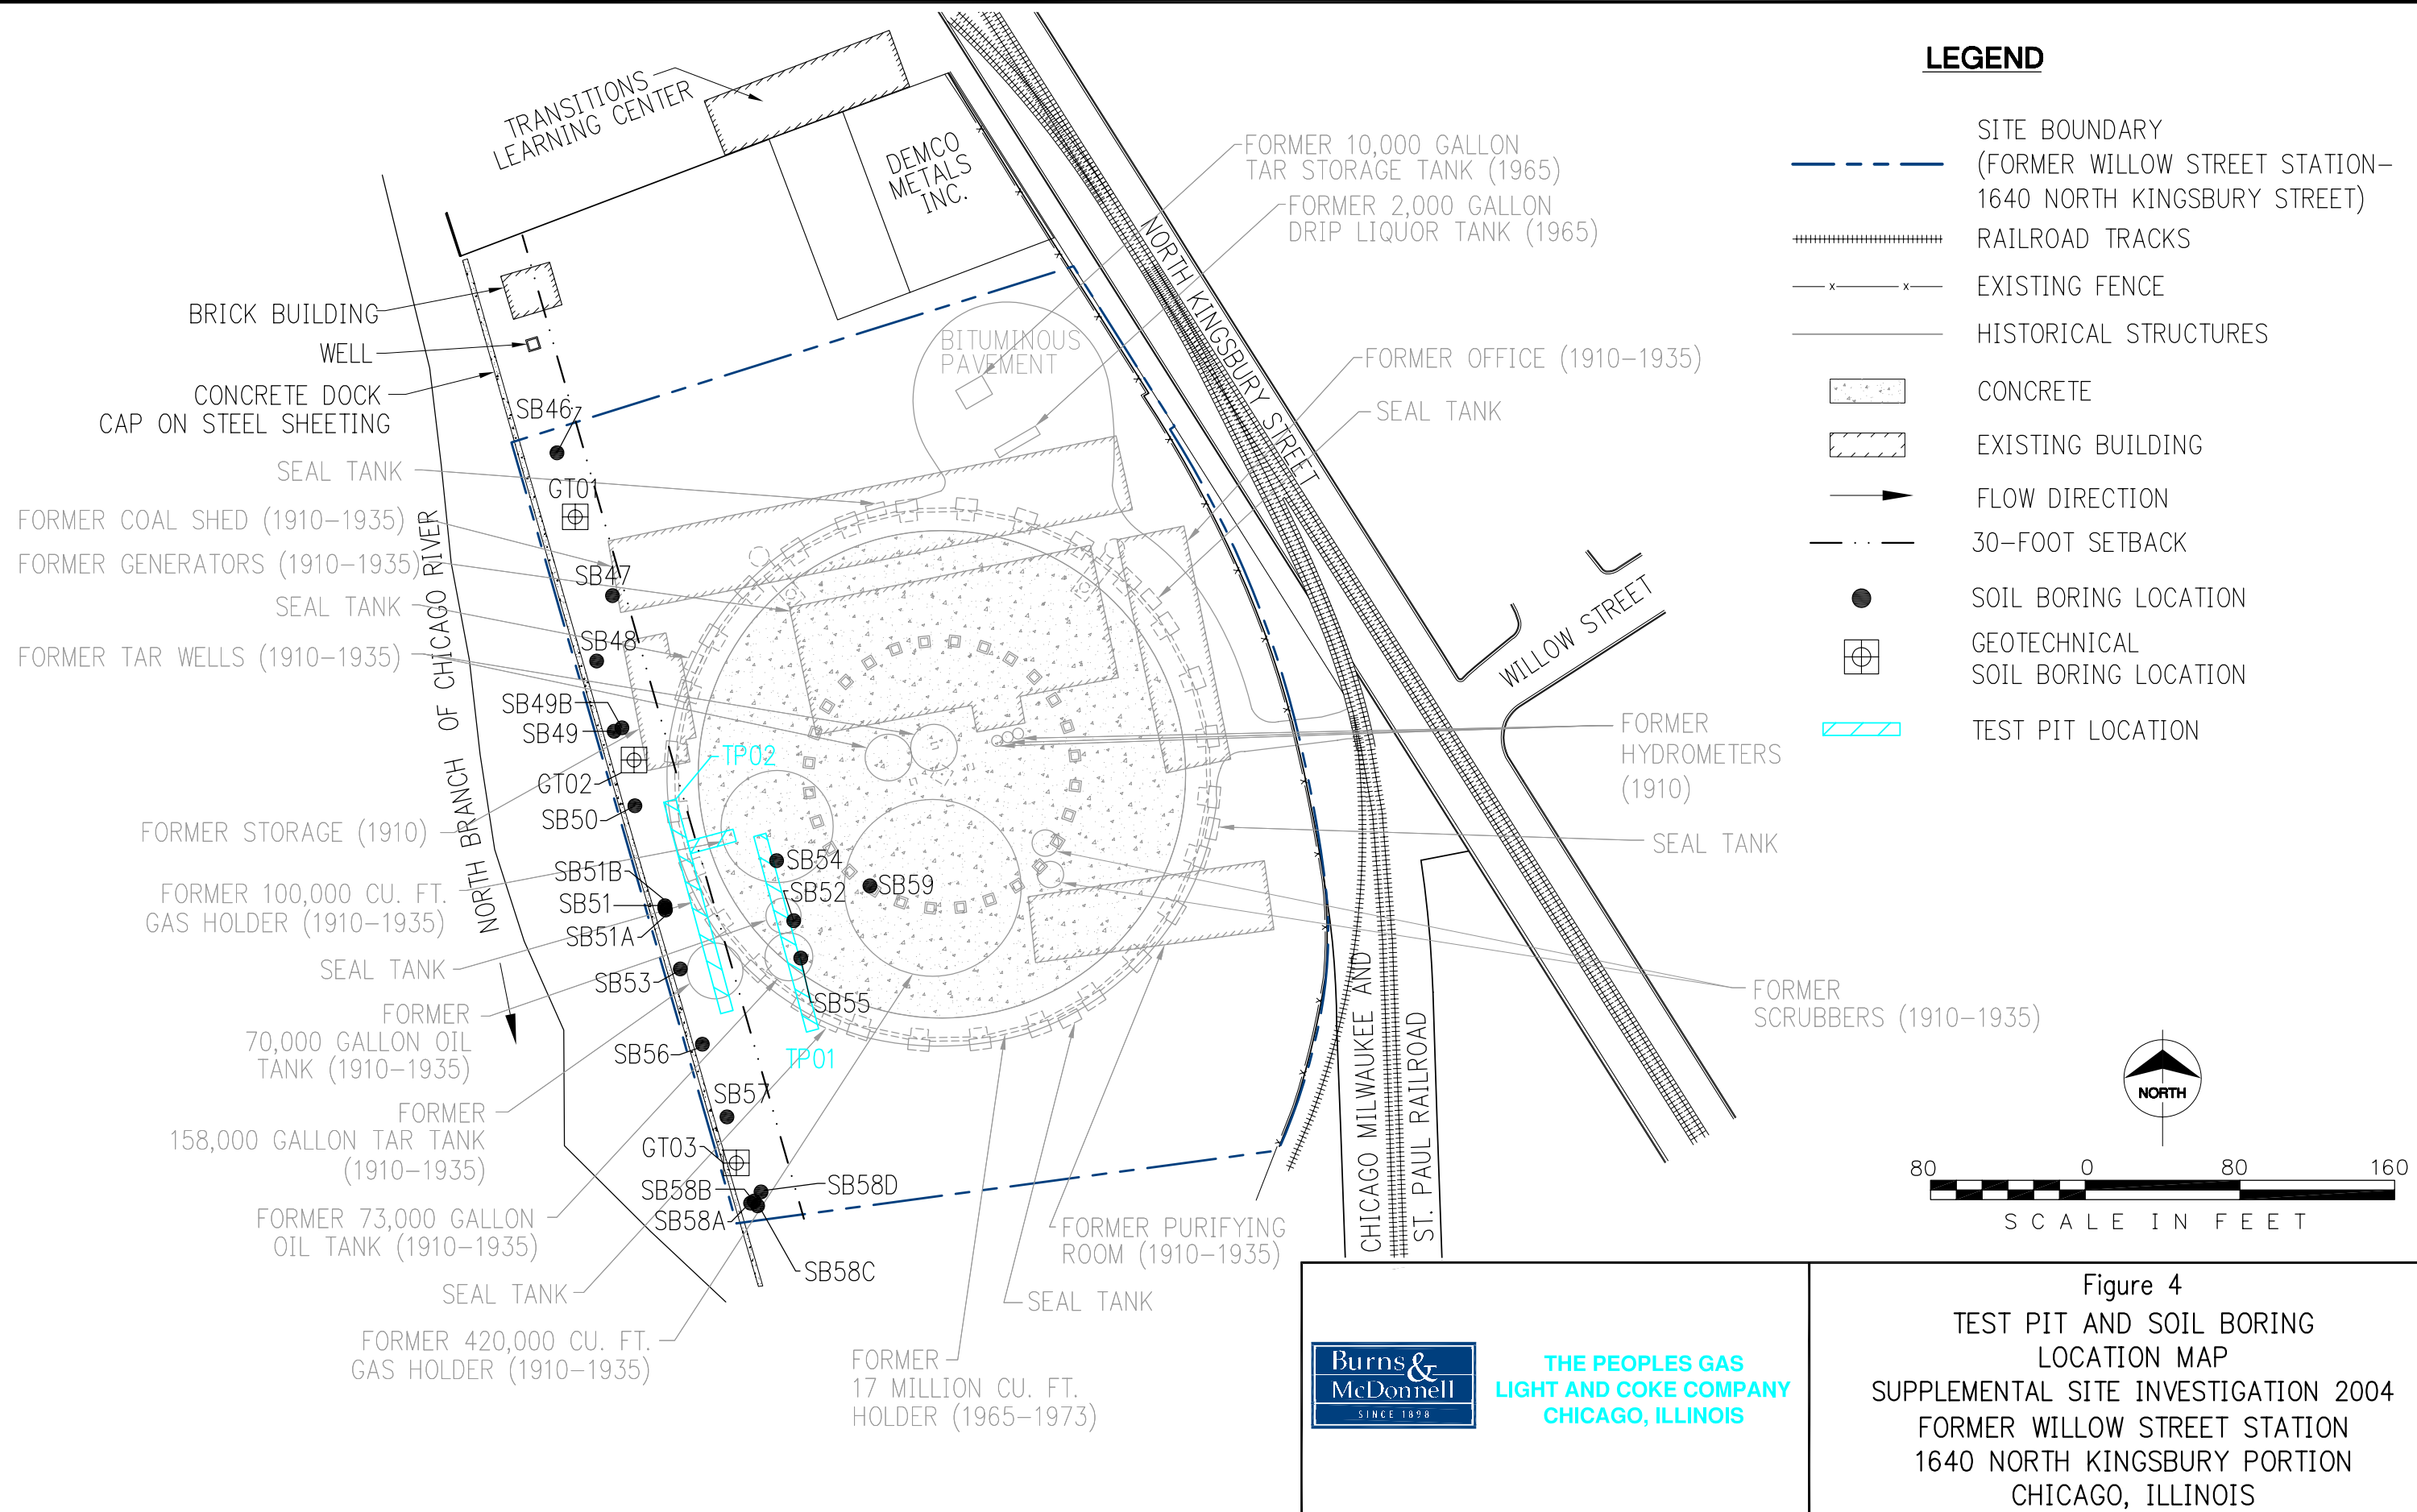 LEGEND
SITE BOUNDARY
(FORMER WILLOW STREET STATION-
1640 NORTH KINGSBURY STREET)
RAILROAD TRACKS
EXISTING FENCE
HISTORICAL STRUCTURES
CONCRETE
EXISTING BUILDING
FLOW DIRECTION
30-FOOT SETBACK
SOIL BORING LOCATION
GEOTECHNICAL
SOIL BORING LOCATION
TEST PIT LOCATION
TRANSITIONS
LEARNING CENTER
DEMCO
METALS
INC.
FORMER 10,000 GALLON
TAR STORAGE TANK (1965)
FORMER 2,000 GALLON
DRIP LIQUOR TANK (1965)
NORTH KINGSBURY STREET
BRICK BUILDING
WELL
CONCRETE DOCK
CAP ON STEEL SHEETING
BITUMINOUS
PAVEMENT
FORMER OFFICE (1910-1935)
SEAL TANK
SB46
SEAL TANK
GT01
FORMER COAL SHED (1910-1935)
FORMER GENERATORS (1910-1935)
SB47
SEAL TANK
SB48
FORMER TAR WELLS (1910-1935)
NORTH BRANCH OF CHICAGO RIVER
WILLOW STREET
SB49B
SB49
GT02
TP02
SB50
FORMER
HYDROMETERS
(1910)
FORMER STORAGE (1910)
SEAL TANK
SB54
SB51B
SB52
SB59
FORMER 100,000 CU. FT.
GAS HOLDER (1910-1935)
SB51
SB51A
SEAL TANK
SB53
SB55
FORMER
SCRUBBERS (1910-1935)
FORMER
70,000 GALLON OIL
TANK (1910-1935)
SB56
TP01
CHICAGO MILWAUKEE AND
ST. PAUL RAILROAD
SB57
FORMER
158,000 GALLON TAR TANK
(1910-1935)
GT03
SB58B
SB58D
SB58A
FORMER 73,000 GALLON
OIL TANK (1910-1935)
FORMER PURIFYING
ROOM (1910-1935)
SB58C
SEAL TANK
SEAL TANK
FORMER 420,000 CU. FT.
GAS HOLDER (1910-1935)
FORMER
17 MILLION CU. FT.
HOLDER (1965-1973)
NORTH
80 0 80 160
SCALE IN FEET
Burns &
McDonnell
SINCE 1898
THE PEOPLES GAS
LIGHT AND COKE COMPANY
CHICAGO, ILLINOIS
Figure 4
TEST PIT AND SOIL BORING
LOCATION MAP
SUPPLEMENTAL SITE INVESTIGATION 2004
FORMER WILLOW STREET STATION
1640 NORTH KINGSBURY PORTION
CHICAGO, ILLINOIS